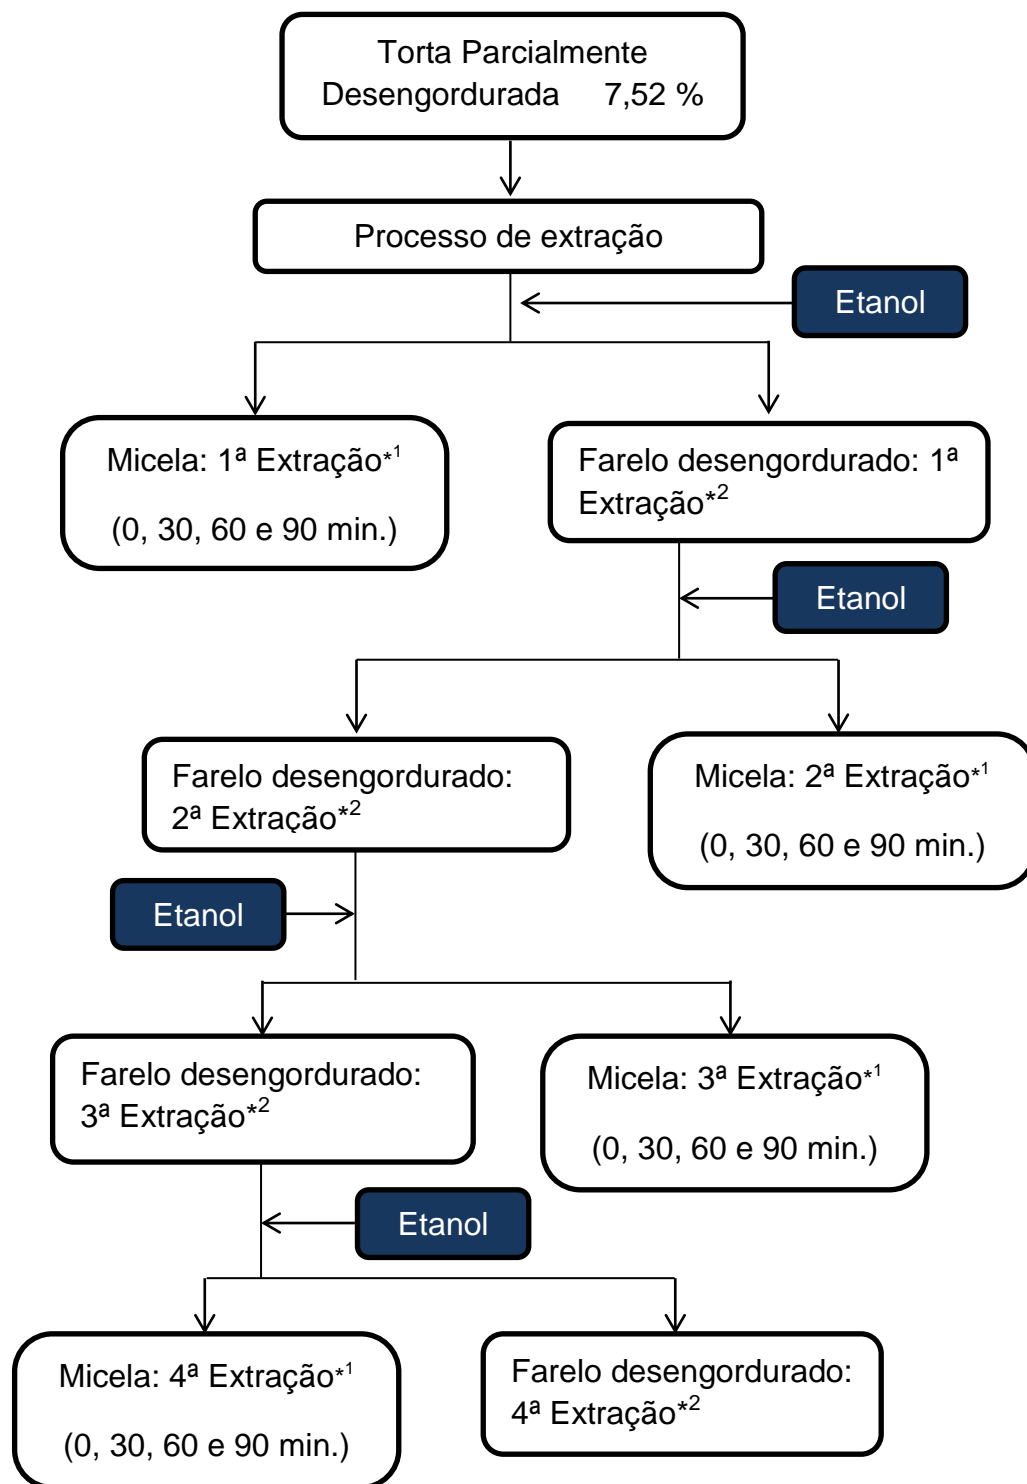 Torta Parcialmente
Desengordurada 7,52 %
Processo de extração
Etanol
Micela: 1ª Extração*¹
(0, 30, 60 e 90 min.)
Farelo desengordurado: 1ª
Extração*²
Etanol
Farelo desengordurado:
2ª Extração*²
Micela: 2ª Extração*¹
(0, 30, 60 e 90 min.)
Etanol
Farelo desengordurado:
3ª Extração*²
Micela: 3ª Extração*¹
(0, 30, 60 e 90 min.)
Etanol
Micela: 4ª Extração*¹
(0, 30, 60 e 90 min.)
Farelo desengordurado:
4ª Extração*²